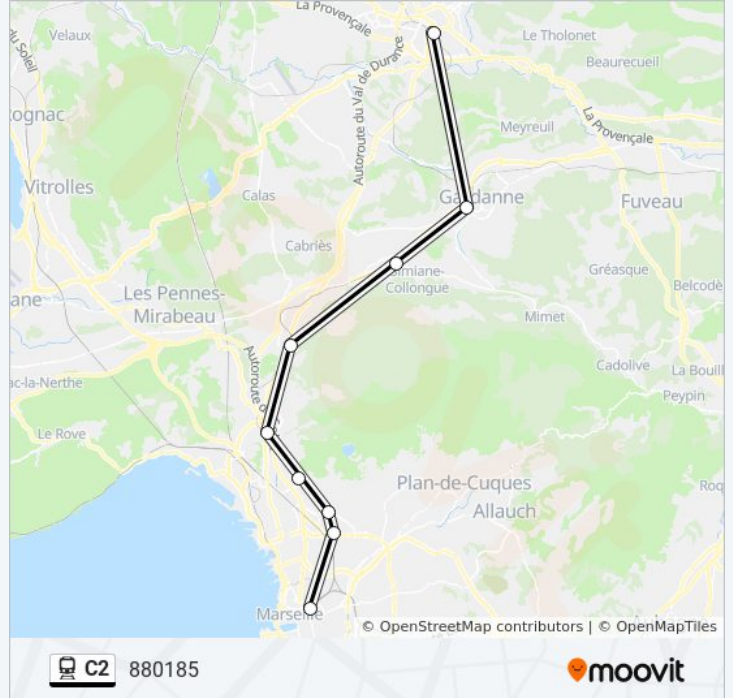 La Provençale
Velaux
Le Tholonet
du Soleil
Autoroute du Val de Durance
Beaurecueil
ognac
La Provençale
Meyreuil
Vitrolles
Calas
Gardanne
Fuveau
Cabriès
Simiane-
Collongue
Gréasque
ane
Les Pennes-
Mirabeau
Belcodè
Mimet
Autoroute
Cadolive
La Bouill
ac-la-Nerthe
Peypin
Le Rove
Plan-de-Cuques
Roq
Allauch
Marseille
© OpenStreetMap contributors | © OpenMapTiles
C2 880185
moovit